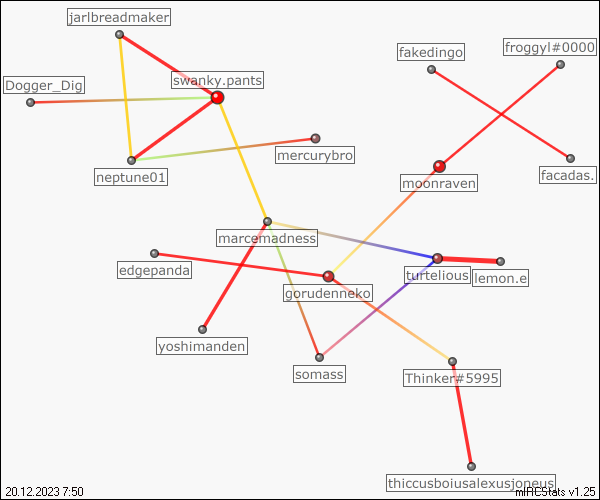 jarlbreadmaker
froggyl#0000
fakedingo
swanky.pants
Dogger_Dig
mercurybro
facadas.
neptune01
moonraven
marcemadness
edgepanda
turtelious
lemon.e
gorudenneko
yoshimanden
somass
Thinker#5995
thiccusboiusalexusjoneus
20.12.2023 7:50
mIRCStats v1.25